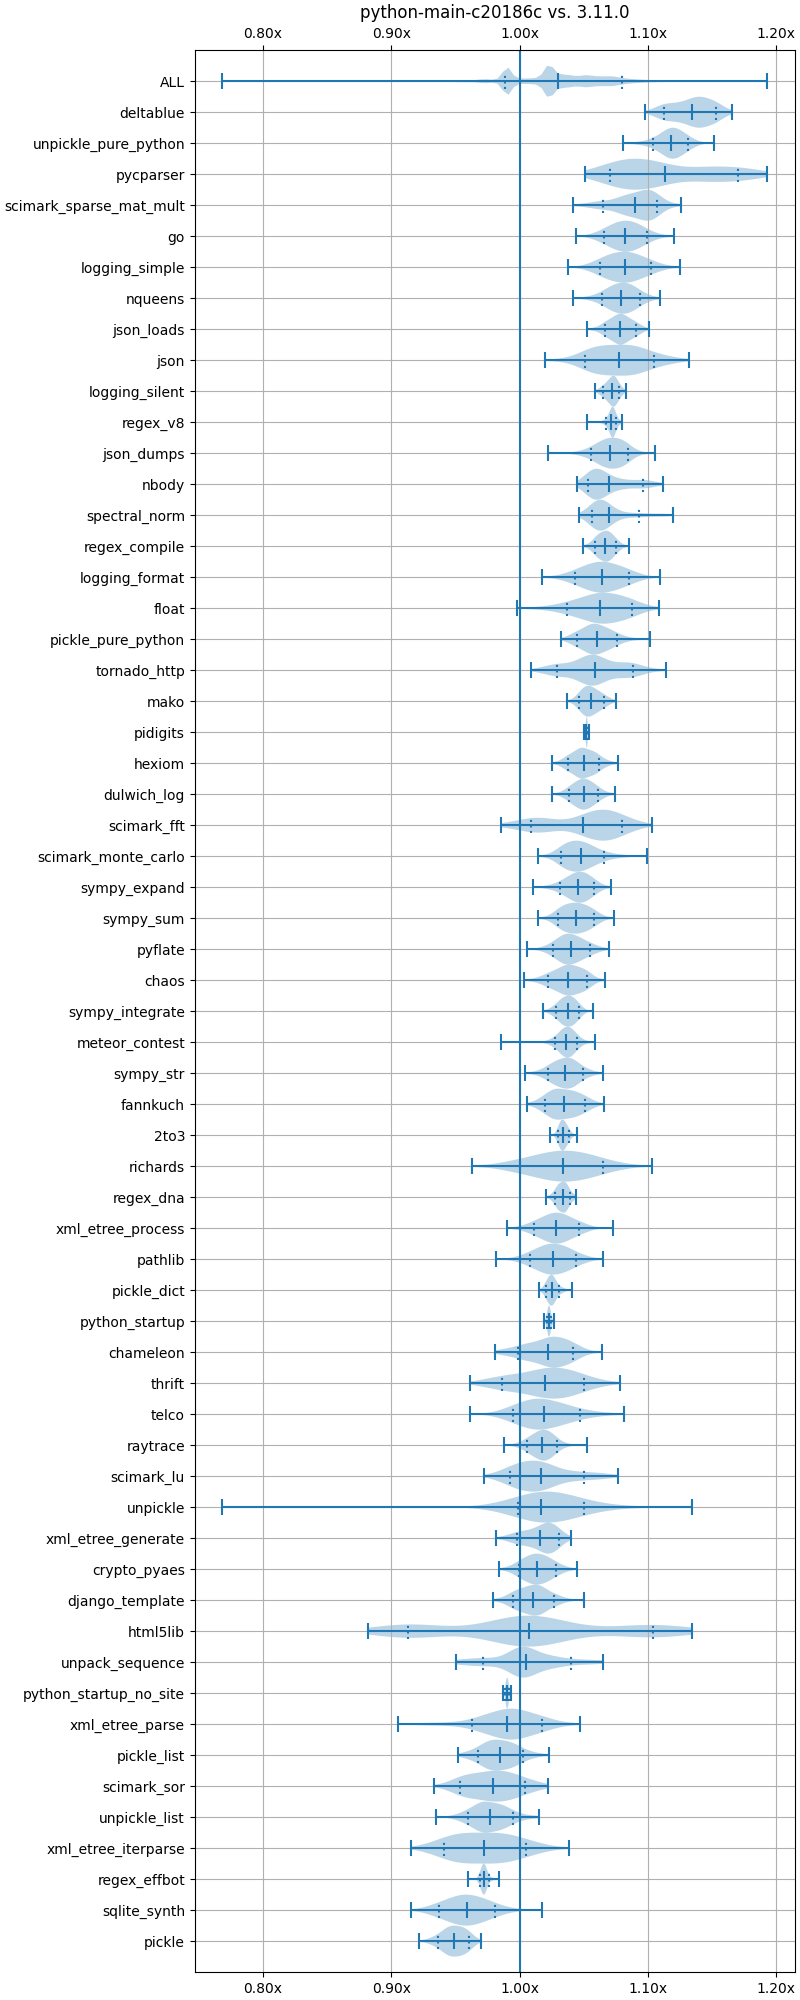 python-main-c20186c vs. 3.11.0
0.80x 0.90x 1.00x 1.10x 1.20x
ALL
deltablue
unpickle_pure_python
pycparser
scimark_sparse_mat_mult
go
logging_simple
nqueens
json_loads
json
logging_silent
regex_v8
json_dumps
nbody
spectral_norm
regex_compile
logging_format
float
pickle_pure_python
tornado_http
mako
pidigits
hexiom
dulwich_log
scimark_fft
scimark_monte_carlo
sympy_expand
sympy_sum
pyflate
chaos
sympy_integrate
meteor_contest
sympy_str
fannkuch
2to3
richards
regex_dna
xml_etree_process
pathlib
pickle_dict
python_startup
chameleon
thrift
telco
raytrace
scimark_lu
unpickle
xml_etree_generate
crypto_pyaes
django_template
html5lib
unpack_sequence
python_startup_no_site
xml_etree_parse
pickle_list
scimark_sor
unpickle_list
xml_etree_iterparse
regex_effbot
sqlite_synth
pickle
0.80x 0.90x 1.00x 1.10x 1.20x